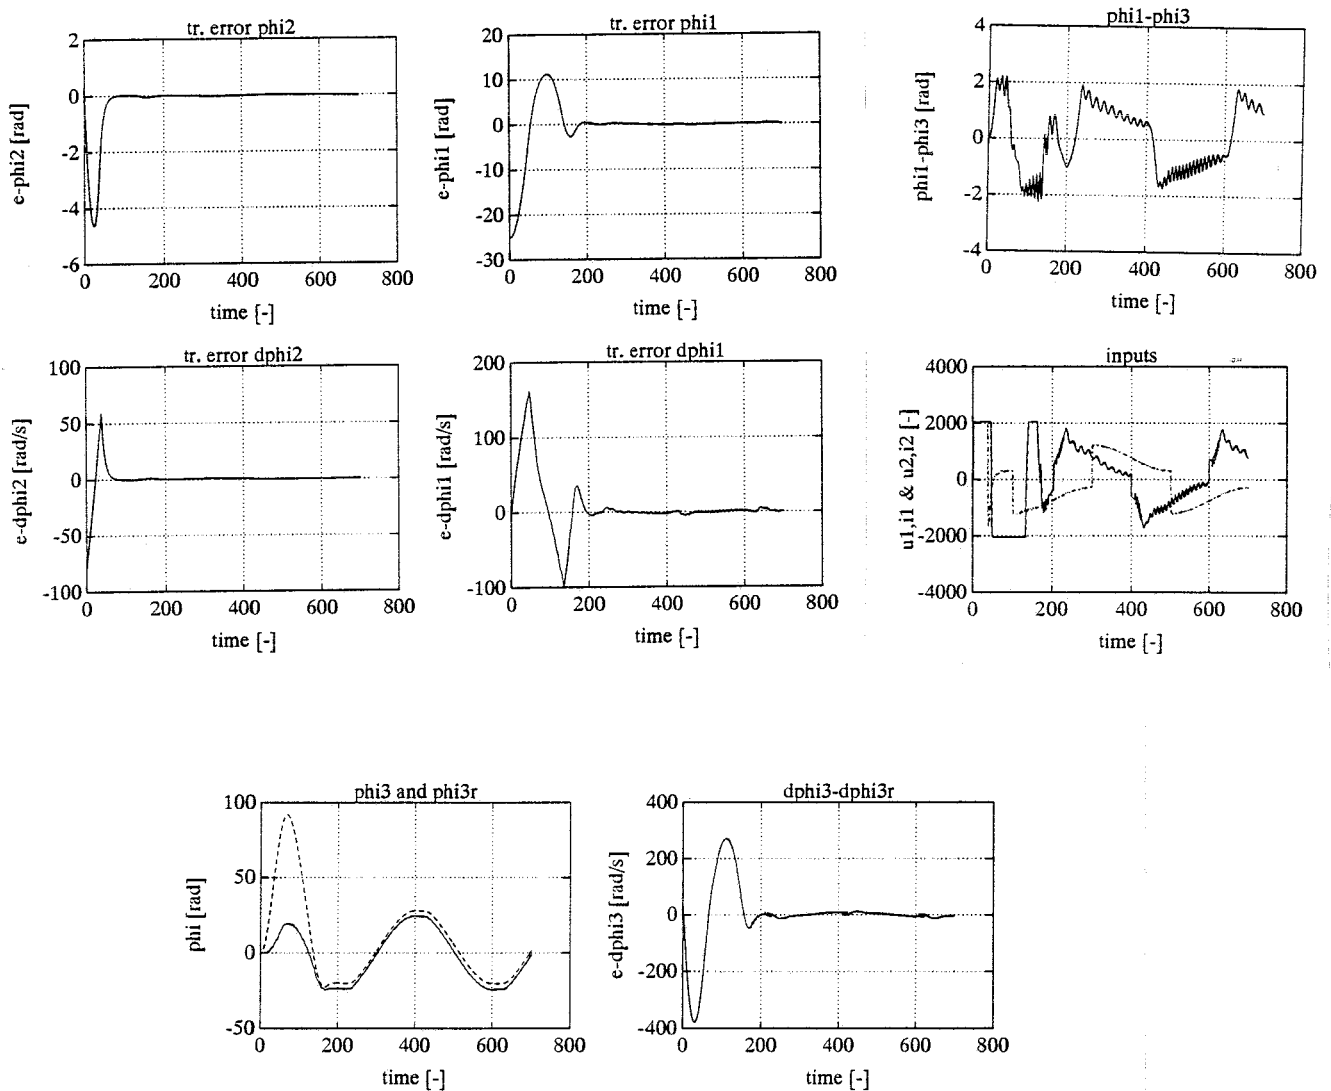 tr. error phi2
2
0
-2
-4
-6
e-phi2 [rad]
0 200 400 600 800
time [-]
tr. error phi1
20
10
0
-10
-20
-30
e-phi1 [rad]
0 200 400 600 800
time [-]
phi1-phi3
4
2
0
-2
-4
phi1-phi3 [rad]
0 200 400 600 800
time [-]
tr. error dphi2
100
50
0
-50
-100
e-dphi2 [rad/s]
0 200 400 600 800
time [-]
tr. error dphi1
200
100
0
-100
e-dphi1 [rad/s]
0 200 400 600 800
time [-]
inputs
4000
2000
0
-2000
-4000
u1,i1 & u2,i2 [-]
0 200 400 600 800
time [-]
phi3 and phi3r
100
50
0
-50
phi [rad]
0 200 400 600 800
time [-]
dphi3-dphi3r
400
200
0
-200
-400
e-dphi3 [rad/s]
0 200 400 600 800
time [-]